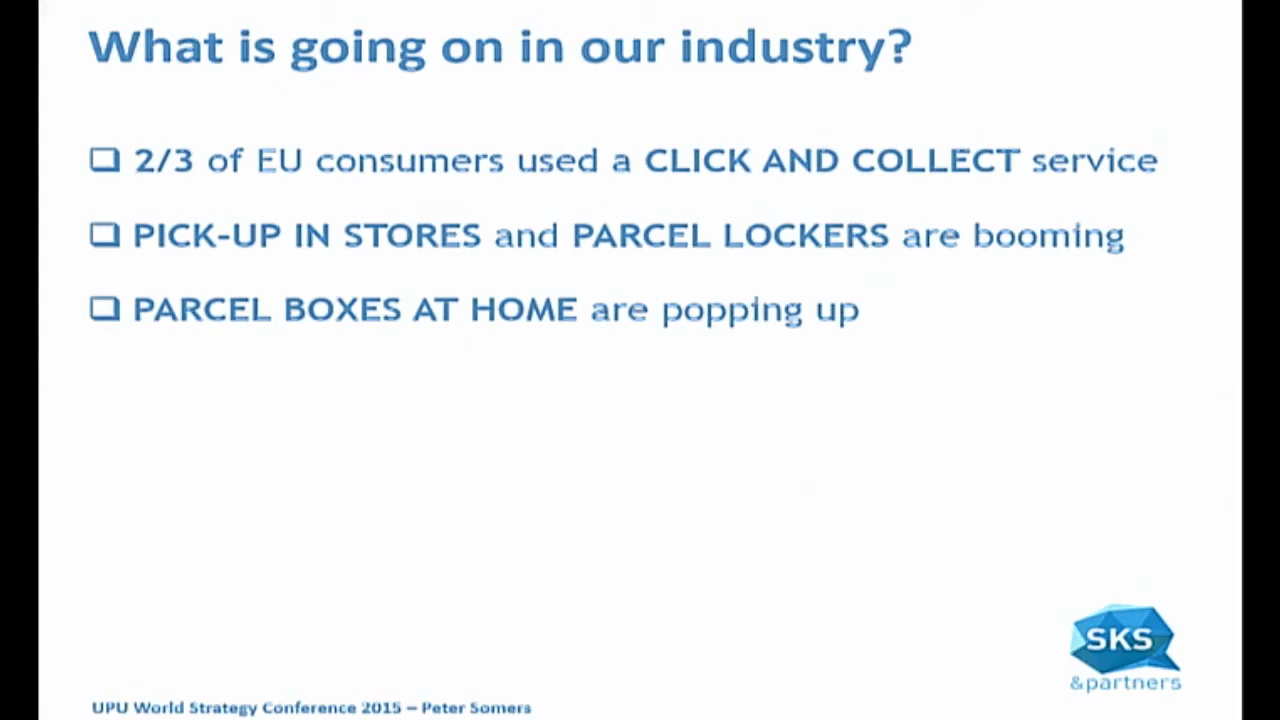 What is going on in our industry?
2/3 of EU consumers used a CLICK AND COLLECT service
PICK-UP IN STORES and PARCEL LOCKERS are booming
PARCEL BOXES AT HOME are popping up
SKS
&partners
UPU World Strategy Conference 2015 – Peter Somers